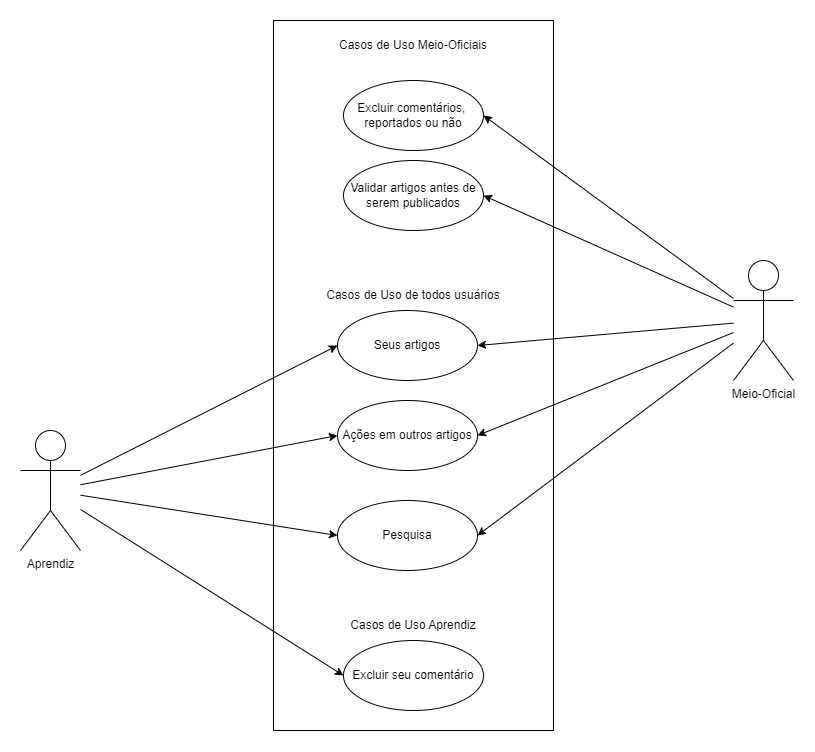 Casos de Uso Meio-Oficiais
Excluir comentários,
reportados ou não
Validar artigos antes de
serem publicados
Casos de Uso de todos usuários
Seus artigos
Meio-Oficial
Ações em outros artigos
Pesquisa
Aprendiz
Casos de Uso Aprendiz
Excluir seu comentário